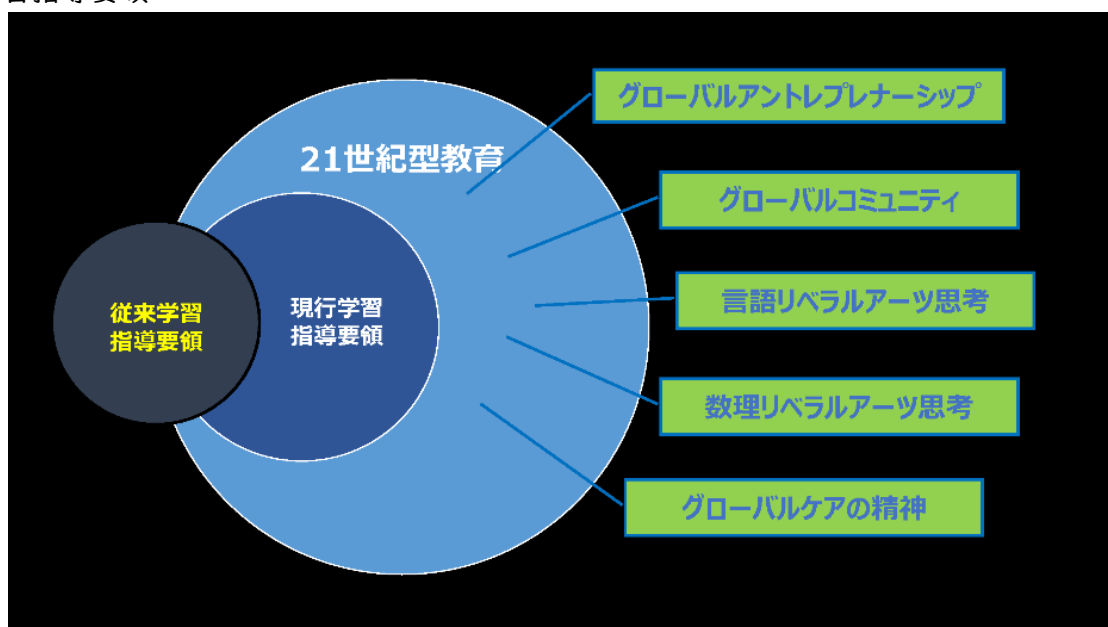 21世紀型教育
従来学習
指導要領
現行学習
指導要領
グローバルアントレプレナーシップ
グローバルコミュニティ
言語リベラルアーツ思考
数理リベラルアーツ思考
グローバルケアの精神